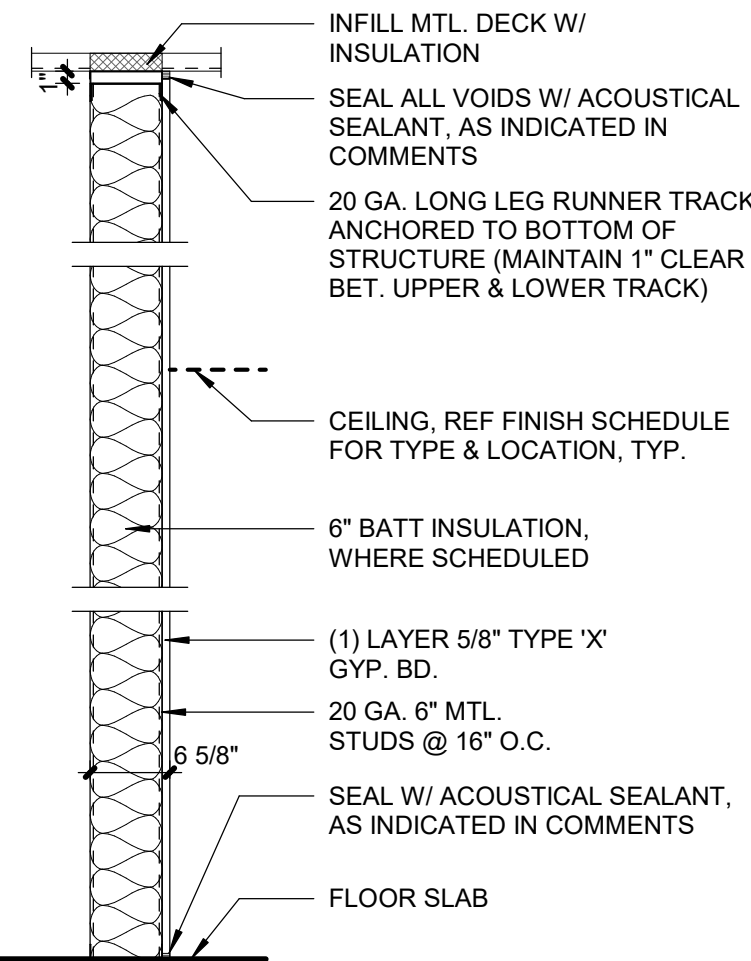 INFILL MTL. DECK W/
INSULATION
1"
SEAL ALL VOIDS W/ ACOUSTICAL
SEALANT, AS INDICATED IN
COMMENTS
20 GA. LONG LEG RUNNER TRACK
ANCHORED TO BOTTOM OF
STRUCTURE (MAINTAIN 1" CLEAR
BET. UPPER & LOWER TRACK)
CEILING, REF FINISH SCHEDULE
FOR TYPE & LOCATION, TYP.
6" BATT INSULATION,
WHERE SCHEDULED
(1) LAYER 5/8" TYPE 'X'
GYP. BD.
20 GA. 6" MTL.
STUDS @ 16" O.C.
6 5/8"
SEAL W/ ACOUSTICAL SEALANT,
AS INDICATED IN COMMENTS
FLOOR SLAB